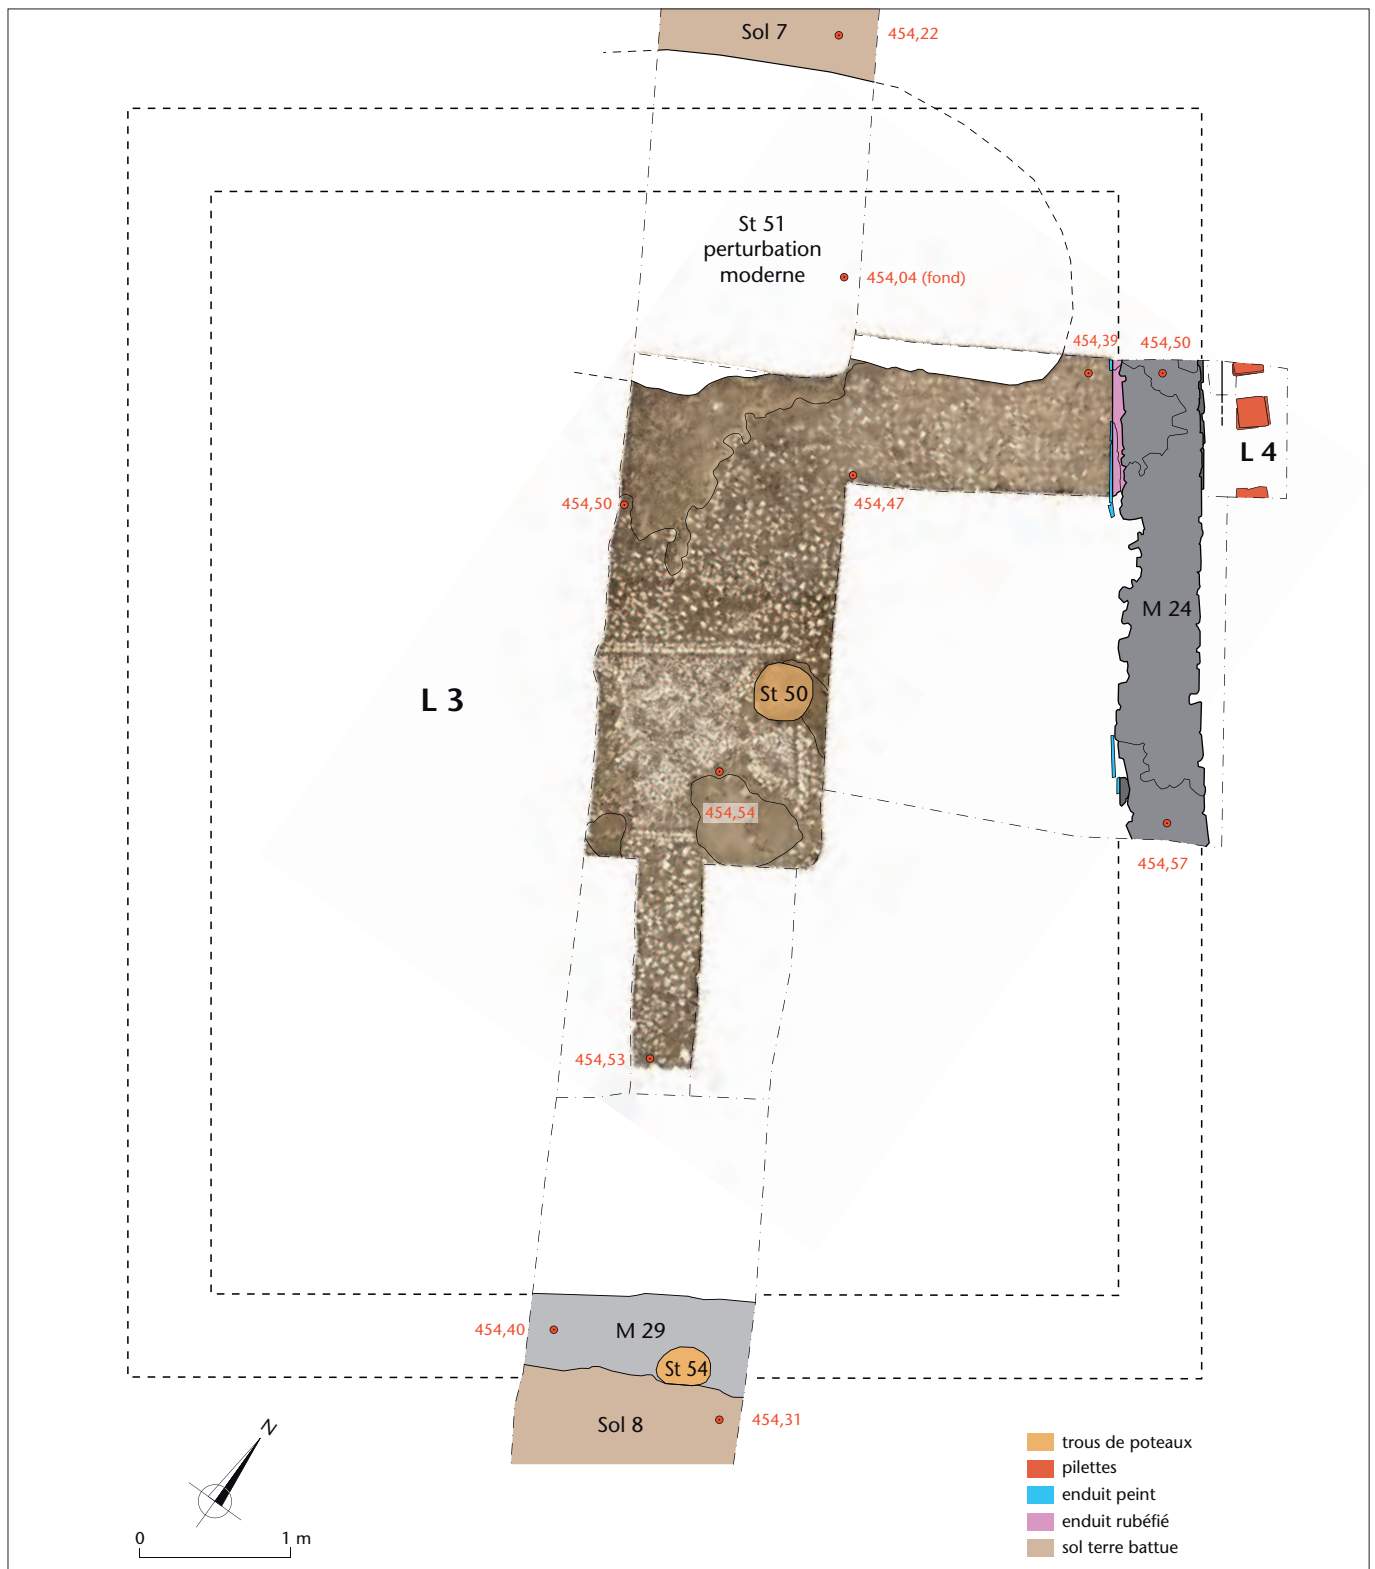 Sol 7
454,22
St 51
perturbation
moderne
454,04 (fond)
454,39
454,50
L 4
454,50
454,47
M 24
St 50
L 3
454,54
454,57
454,53
454,40
M 29
St 54
Sol 8
454,31
N
0
1 m
trous de poteaux
pilettes
enduit peint
enduit rubéfié
sol terre battue